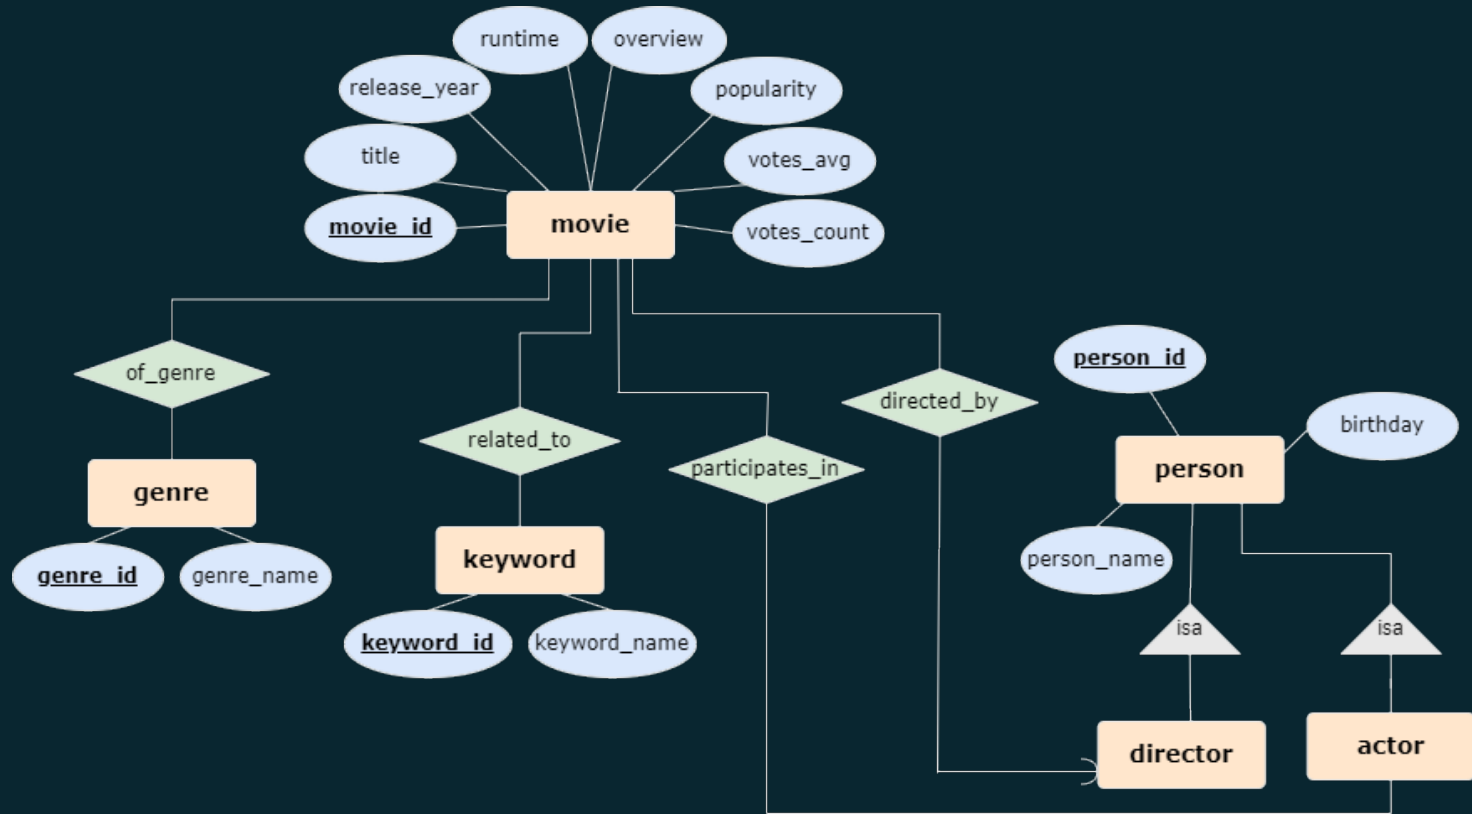 runtime
overview
release_year
popularity
title
votes_avg
movie_id
movie
votes_count
of_genre
person_id
directed_by
birthday
related_to
participates_in
person
genre
keyword
person_name
genre_id
genre_name
isa
isa
keyword_id
keyword_name
director
actor